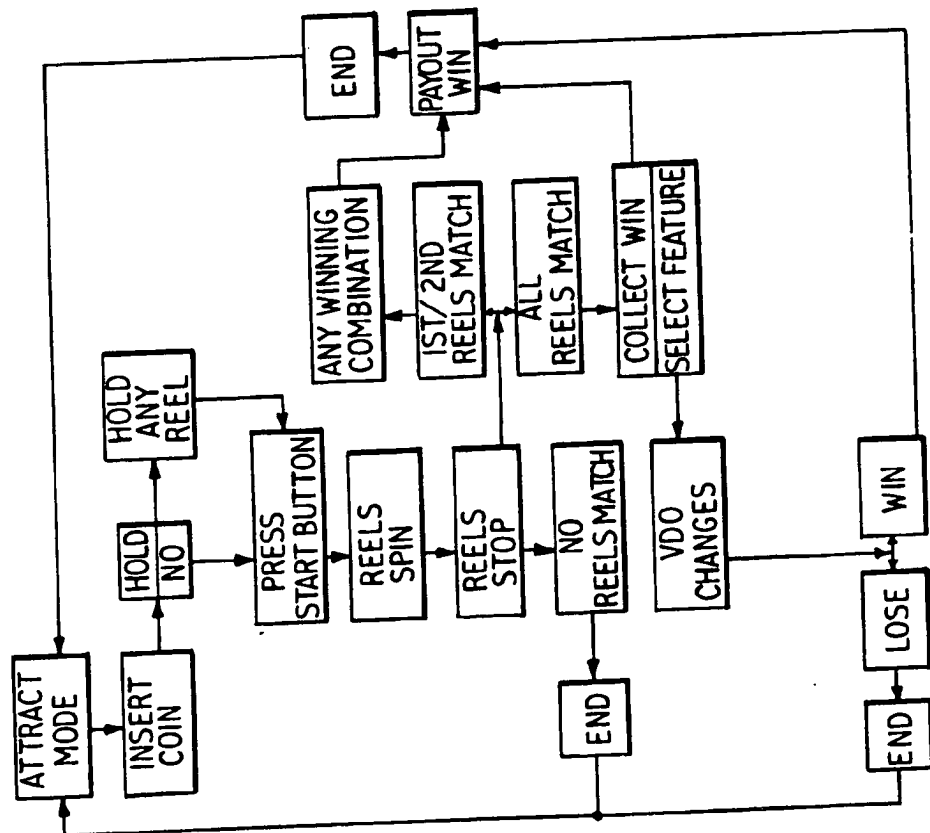 ATTRACT
MODE
INSERT
COIN
HOLD
NO
HOLD
ANY
REEL
PRESS
START BUTTON
REELS
SPIN
REELS
STOP
NO
REELS MATCH
END
ANY WINNING
COMBINATION
1ST/2ND
REELS MATCH
ALL
REELS MATCH
COLLECT WIN
SELECT FEATURE
PAYOUT
WIN
END
VDO
CHANGES
WIN
LOSE
END